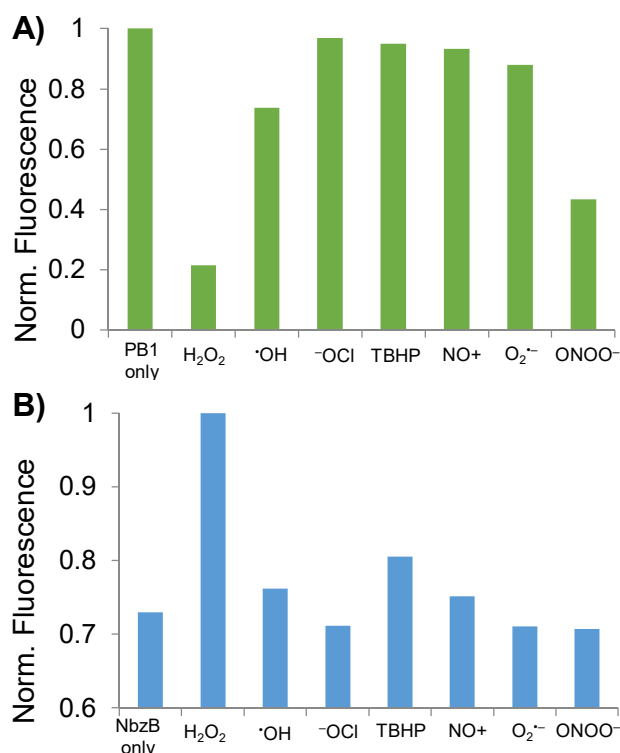 A)
Norm. Fluorescence
1
0.8
0.6
0.4
0.2
0
PB1 only
H₂O₂
•OH
⁻OCl
TBHP
NO+
O₂•⁻
ONOO⁻
B)
Norm. Fluorescence
1
0.9
0.8
0.7
0.6
NbzB only
H₂O₂
•OH
⁻OCl
TBHP
NO+
O₂•⁻
ONOO⁻